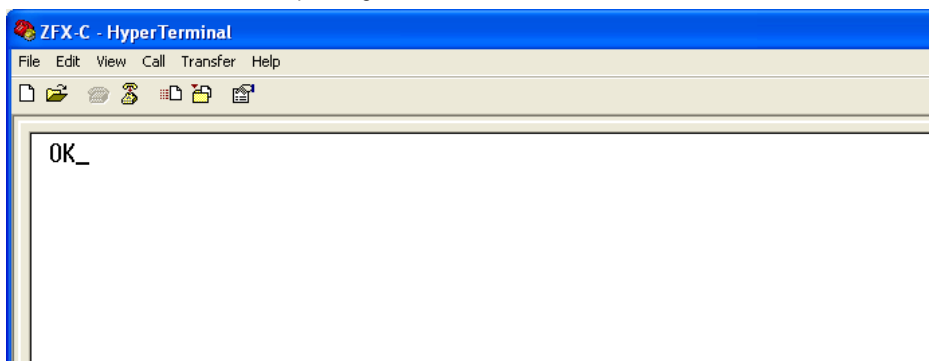 ZFX-C - HyperTerminal
File Edit View Call Transfer Help
OK_